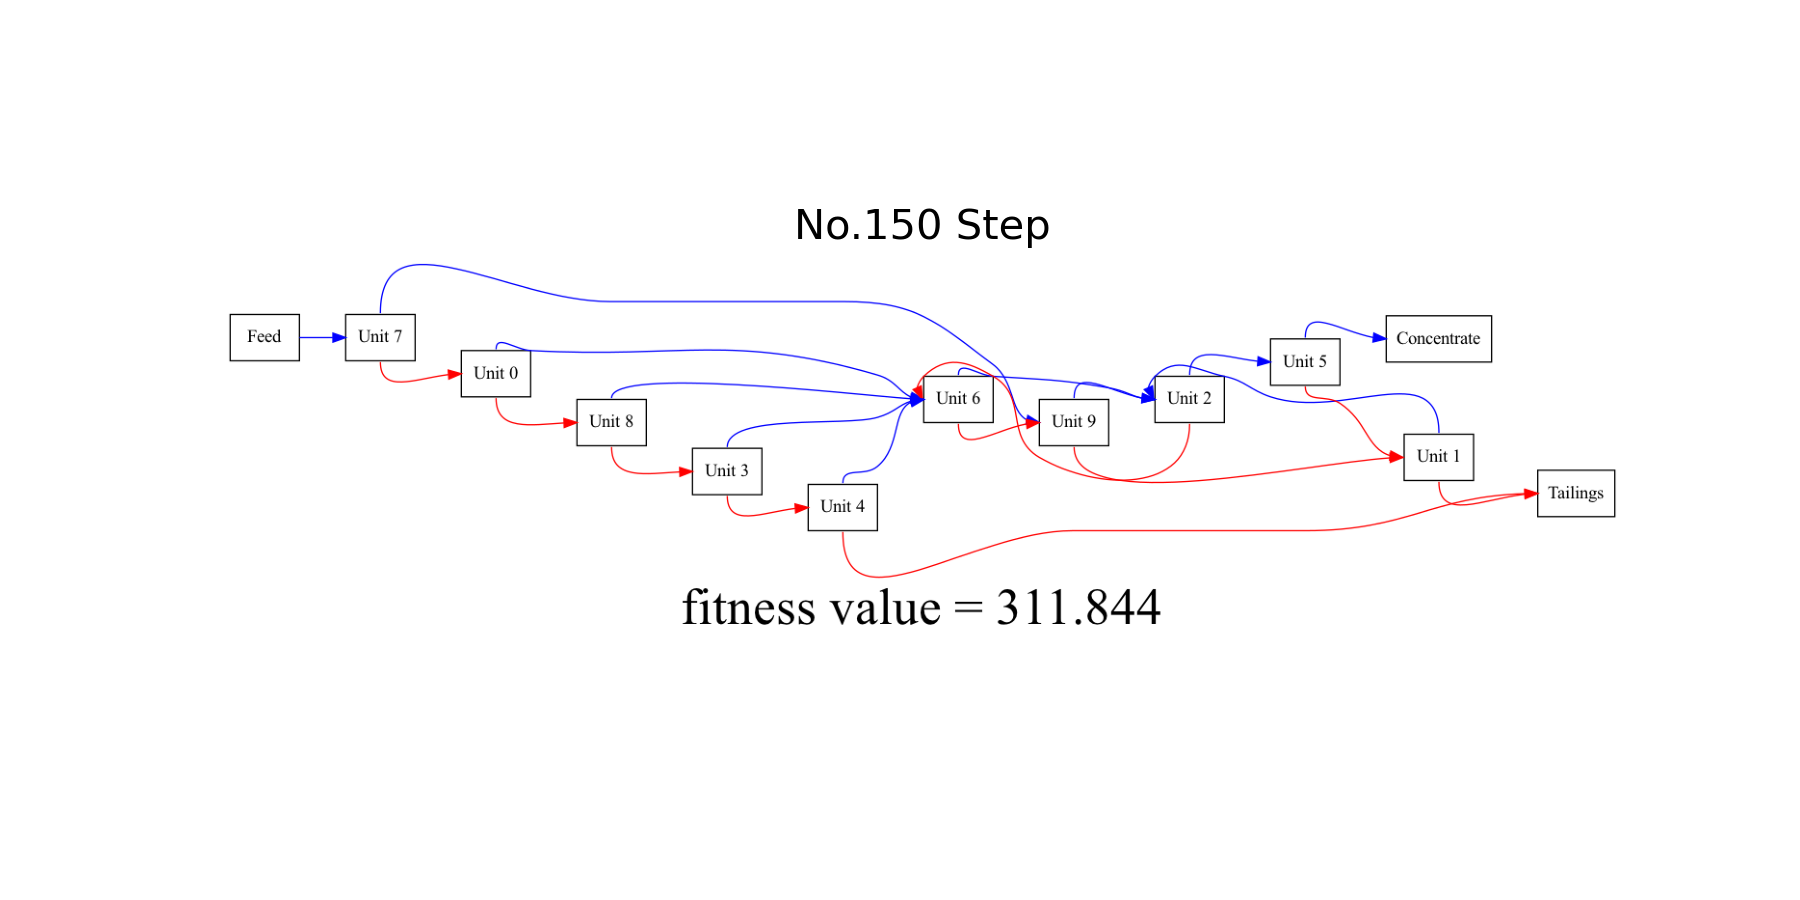 No.150 Step
Feed
Unit 7
Unit 0
Unit 8
Unit 3
Unit 4
Unit 6
Unit 9
Unit 2
Unit 5
Concentrate
Unit 1
Tailings
fitness value = 311.844